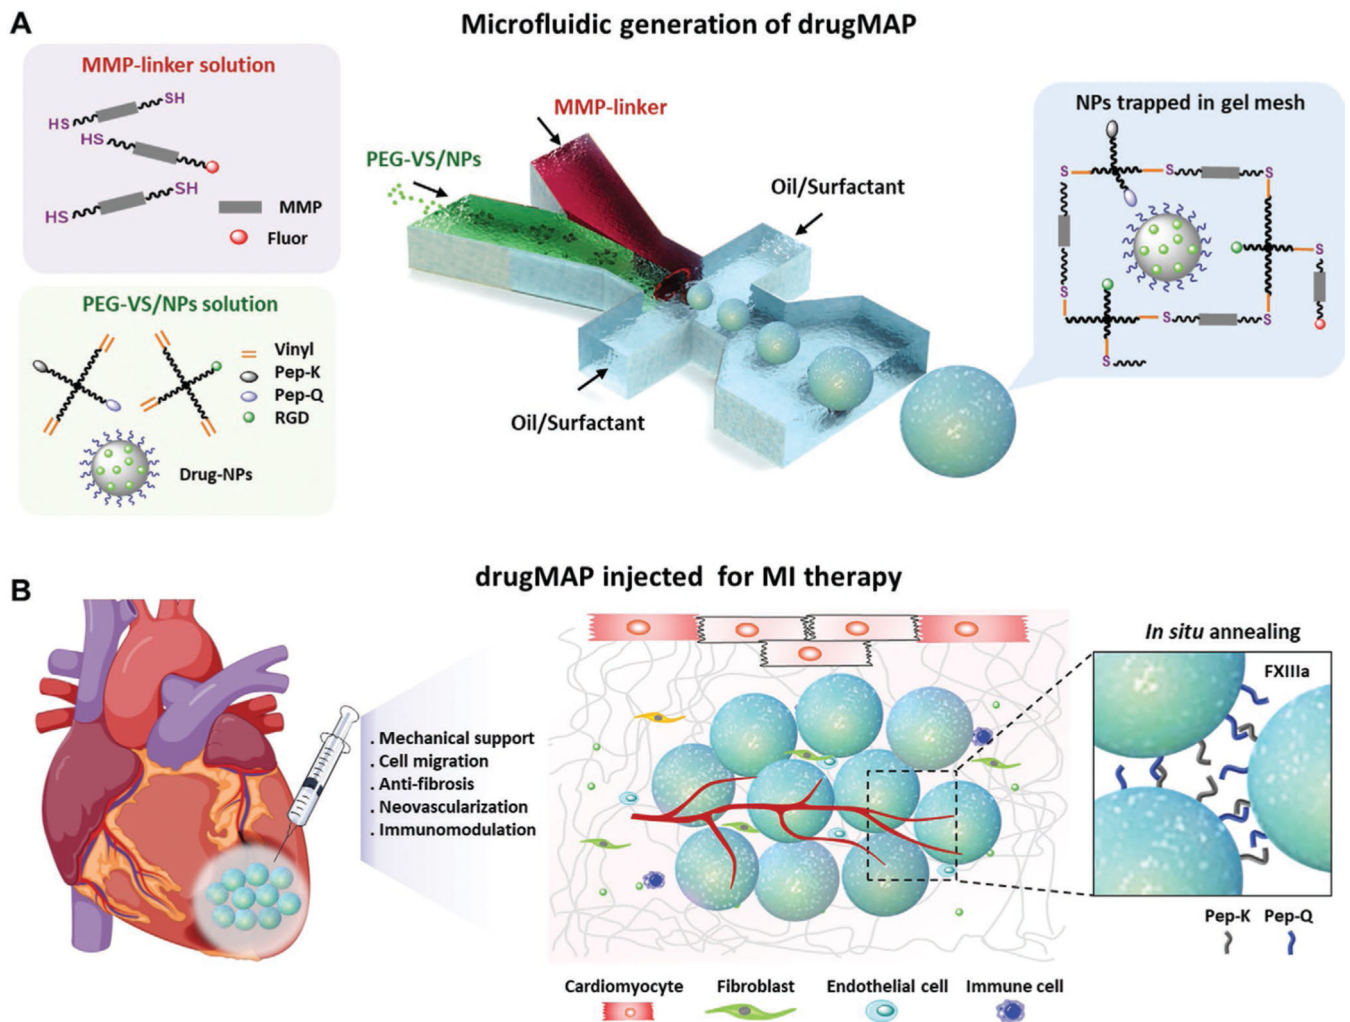 A
Microfluidic generation of drugMAP
MMP-linker solution
SH
HS
HS
SH
HS
MMP
Fluor
PEG-VS/NPs solution
Vinyl
Pep-K
Pep-Q
RGD
Drug-NPs
MMP-linker
PEG-VS/NPs
Oil/Surfactant
Oil/Surfactant
NPs trapped in gel mesh
S
S
S
S
S
S
S
S
S
B
drugMAP injected for MI therapy
. Mechanical support
. Cell migration
. Anti-fibrosis
. Neovascularization
. Immunomodulation
In situ annealing
FXIIIa
Pep-K Pep-Q
Cardiomyocyte Fibroblast Endothelial cell Immune cell